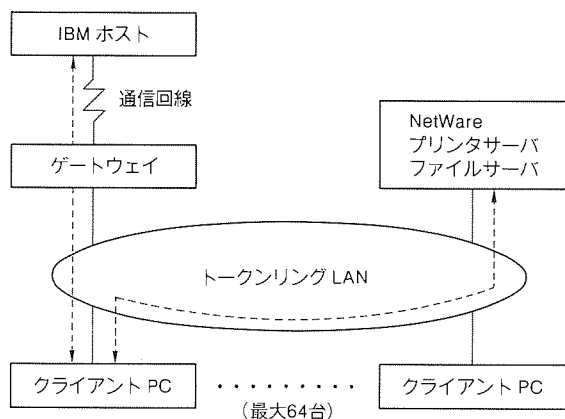 IBM ホスト
通信回線
ゲートウェイ
NetWare
プリンタサーバ
ファイルサーバ
トークンリング LAN
クライアント PC
クライアント PC
(最大64台)